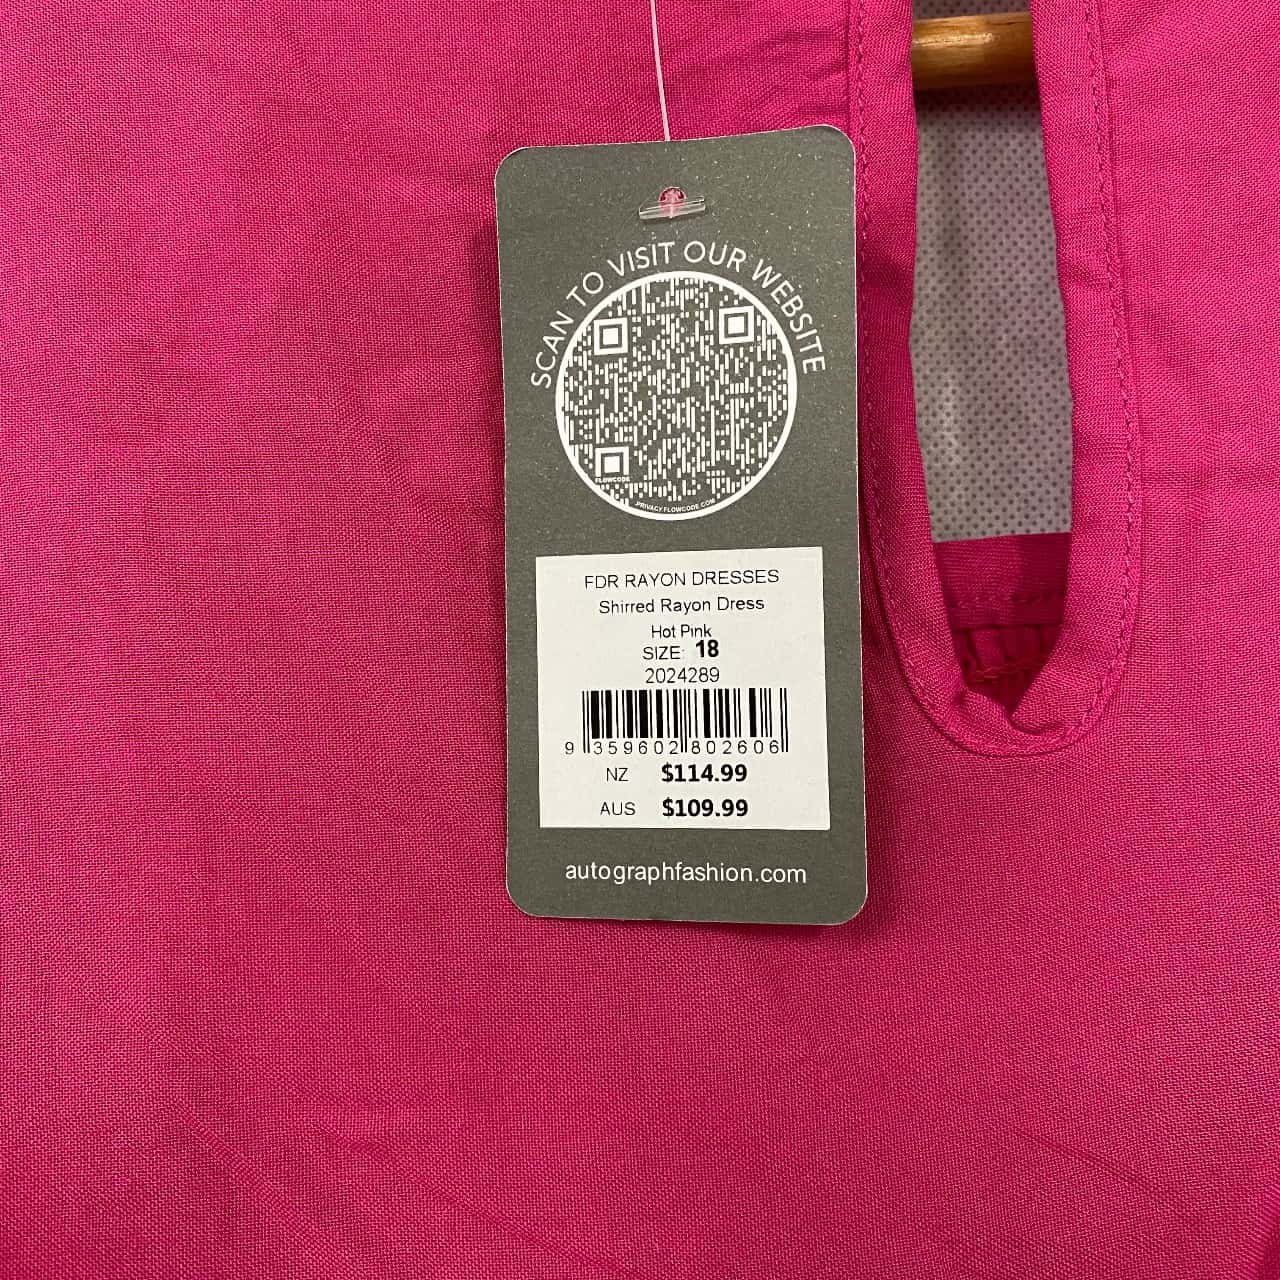 SCAN TO VISIT OUR WEBSITE
FLOWCODE
PRIVACY.FLOWCODE.COM
FDR RAYON DRESSES
Shirred Rayon Dress
Hot Pink
SIZE: 18
2024289
9 359602 802606
NZ $114.99
AUS $109.99
autographfashion.com